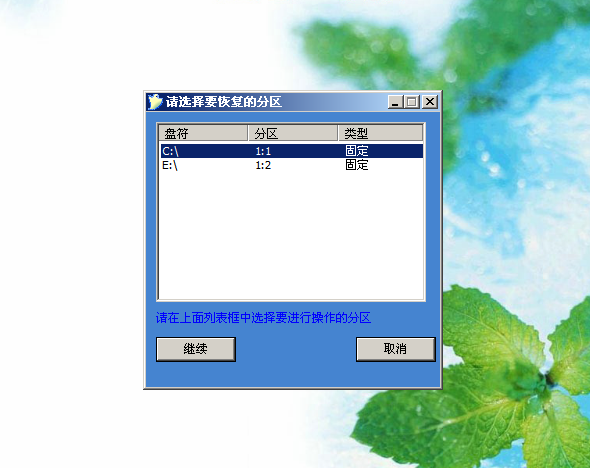 请选择要恢复的分区
盘符 分区 类型
C:\ 1:1 固定
E:\ 1:2 固定
请在上面列表框中选择要进行操作的分区
继续 取消